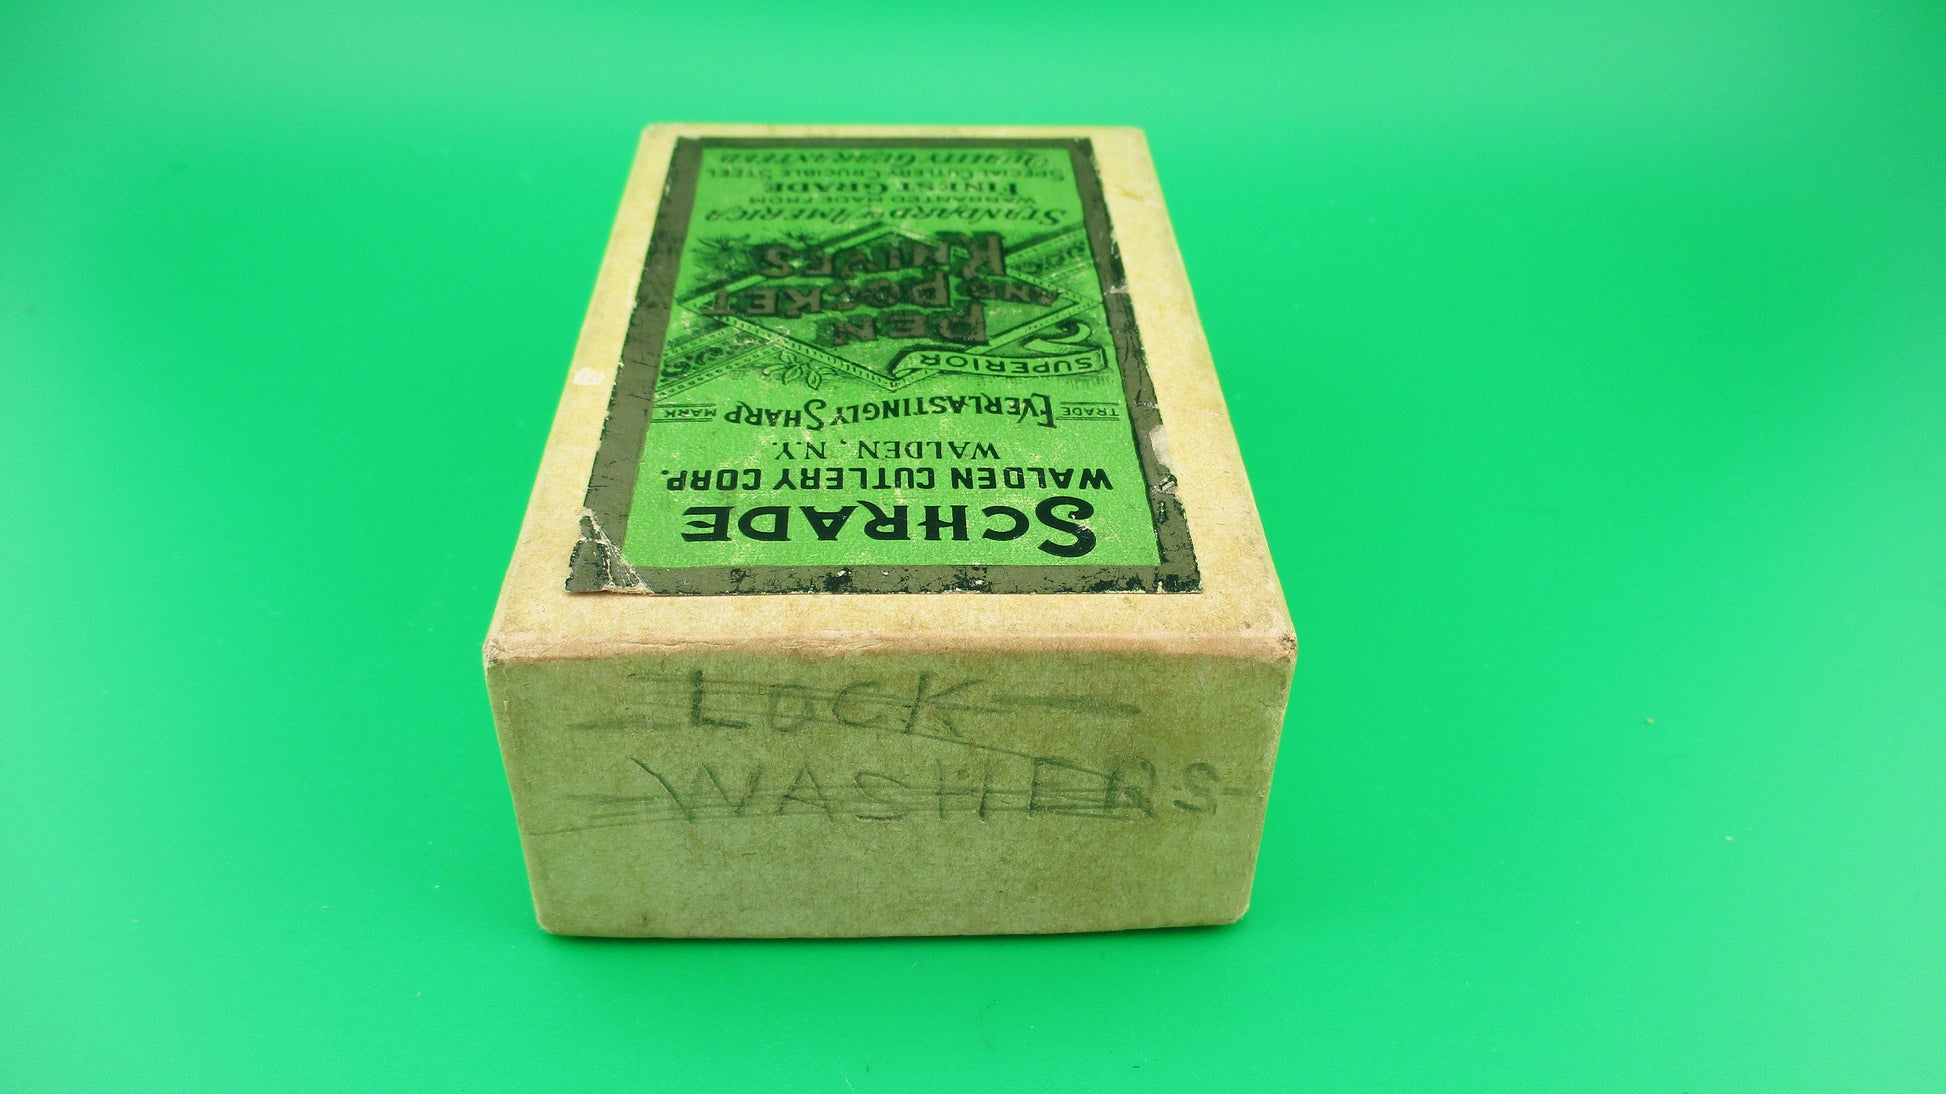 SCHRADE
WALDEN CUTLERY CORP.
WALDEN, N.Y.
TRADE EVERLASTINGLY SHARP MARK
SUPERIOR
PEN
AND POCKET
KNIVES
STANDARD OF AMERICA
WARRANTED MADE FROM
FINEST GRADE
SPECIAL CUTLERY CRUCIBLE STEEL
QUALITY GUARANTEED
LOCK
WASHERS